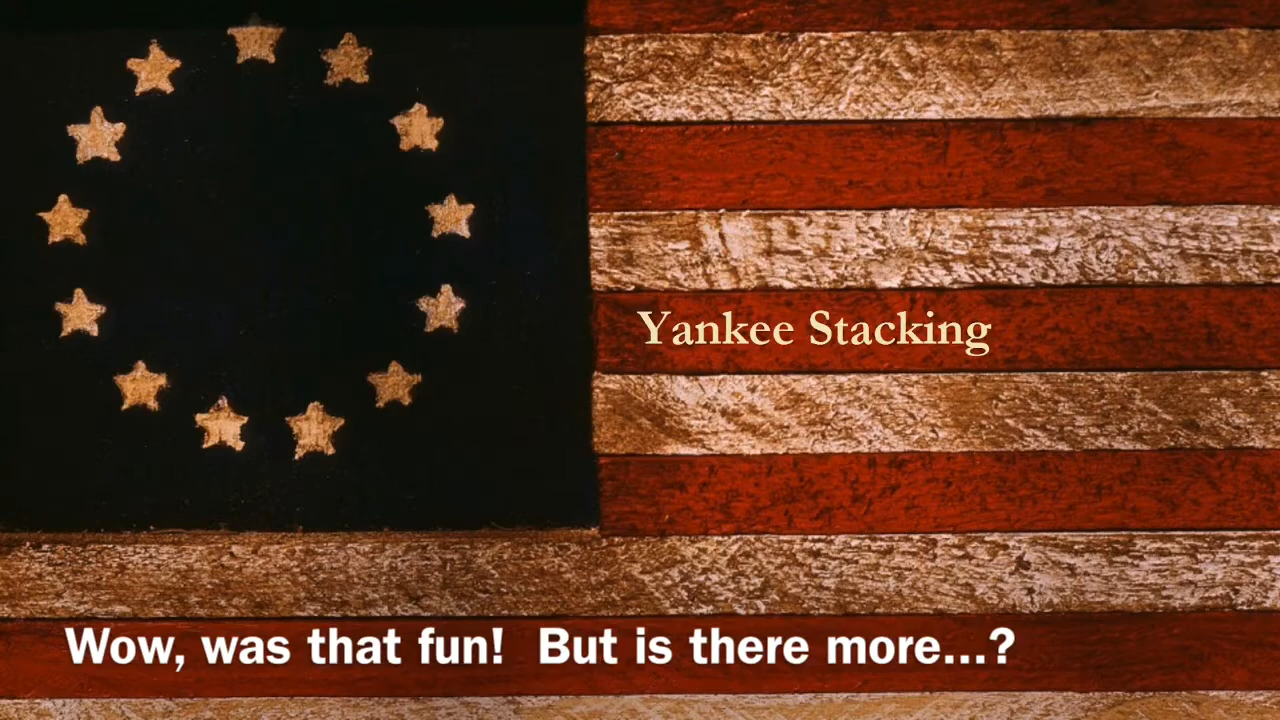 Yankee Stacking
Wow, was that fun!  But is there more...?